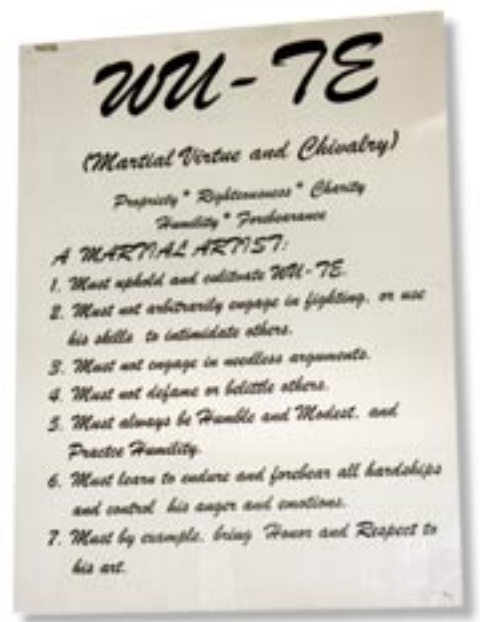 WU-TE
(Martial Virtue and Chivalry)
Propriety * Righteousness * Charity
Humility * Forebearance
A MARTIAL ARTIST:
1. Must uphold and cultivate WU-TE.
2. Must not arbitrarily engage in fighting, or use
his skills to intimidate others.
3. Must not engage in needless arguments.
4. Must not defame or belittle others.
5. Must always be Humble and Modest, and
Practce Humility.
6. Must learn to endure and forebear all hardships
and control his anger and emotions.
7. Must by example, bring Honor and Respect to
his art.